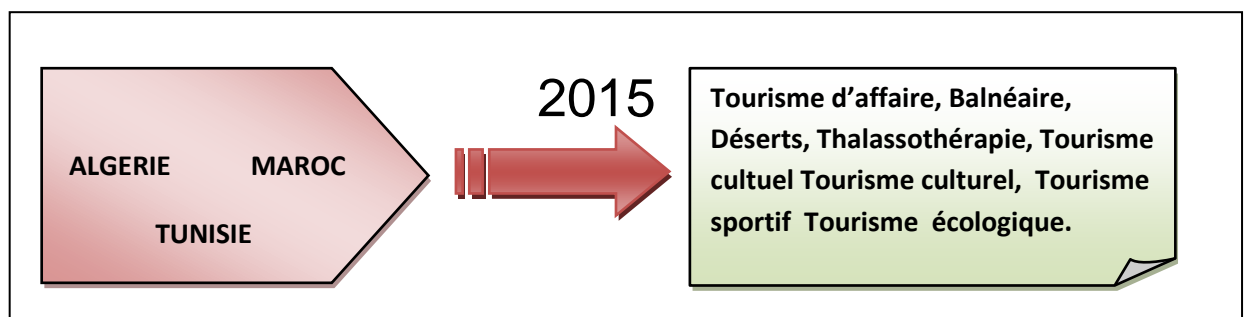 ALGERIE MAROC
TUNISIE
2015
Tourisme d’affaire, Balnéaire,
Déserts, Thalassothérapie, Tourisme
cultuel Tourisme culturel, Tourisme
sportif Tourisme écologique.